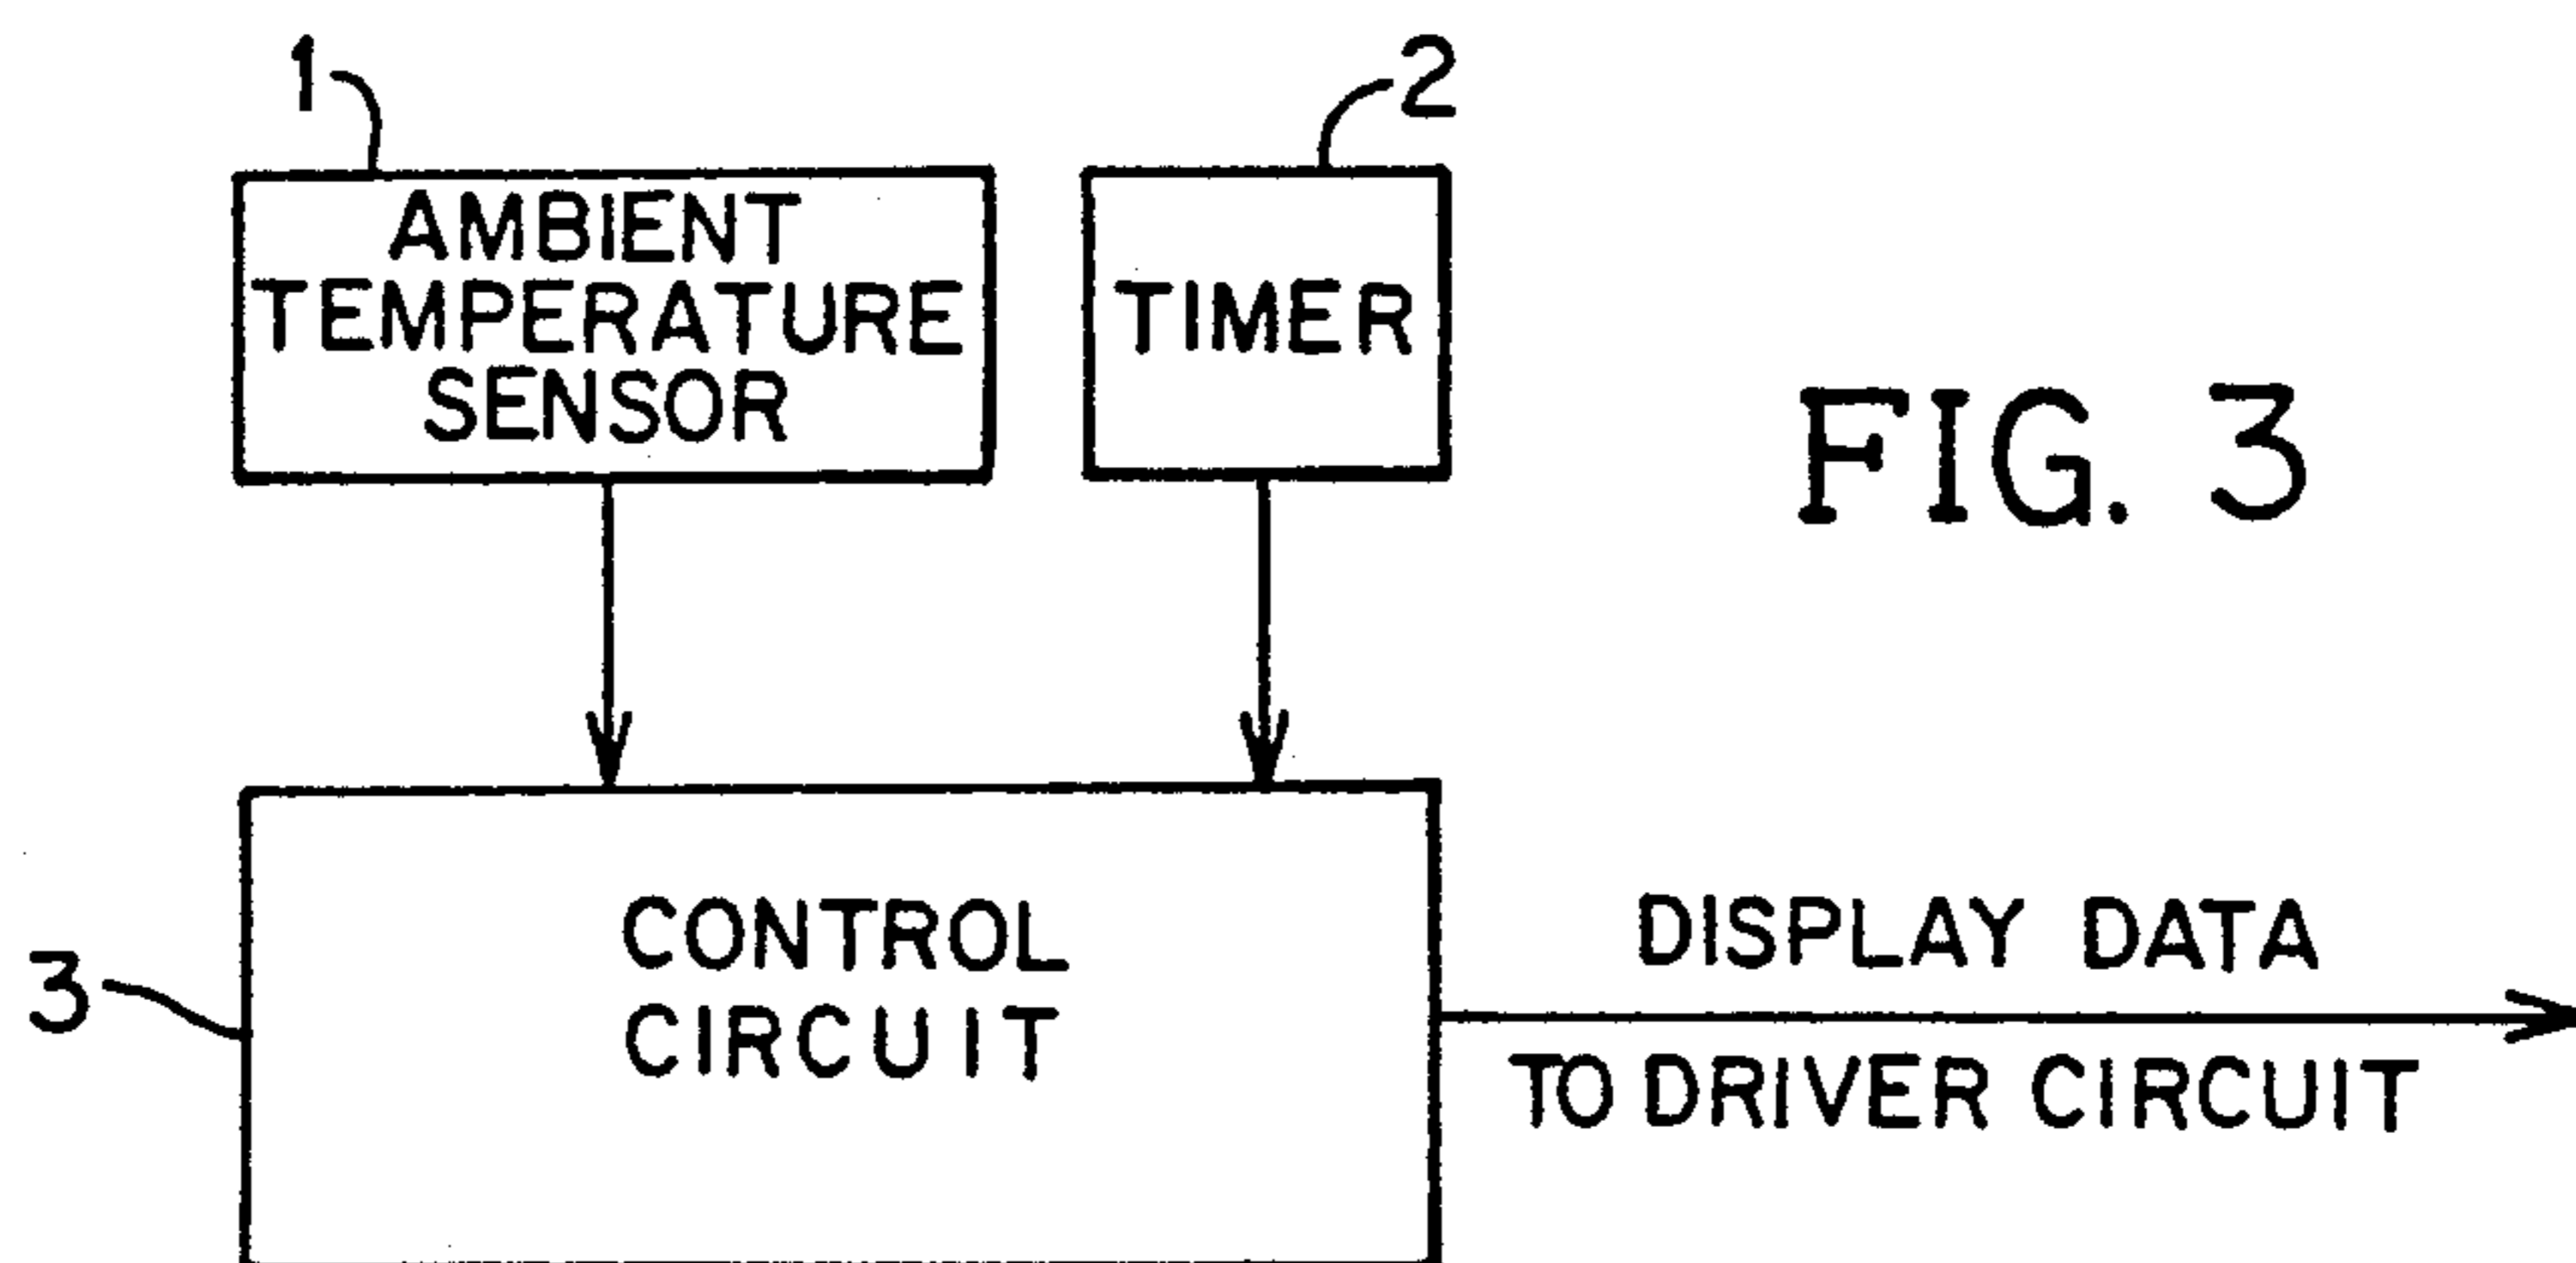 1
2
AMBIENT
TEMPERATURE
SENSOR
TIMER
FIG. 3
3
CONTROL
CIRCUIT
DISPLAY DATA
TO DRIVER CIRCUIT